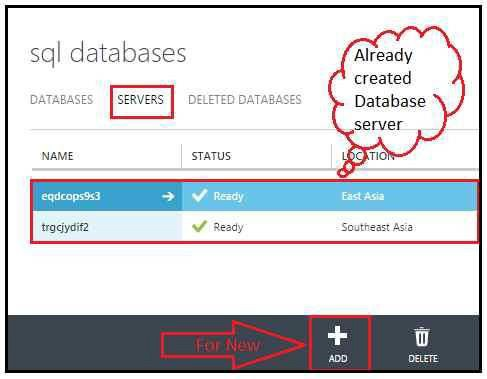 sql databases
Already
created
Database
server
DATABASES SERVERS DELETED DATABASES
NAME STATUS LOCATION
eqdcops9s3 Ready East Asia
trgcjydif2 Ready Southeast Asia
For New
ADD DELETE